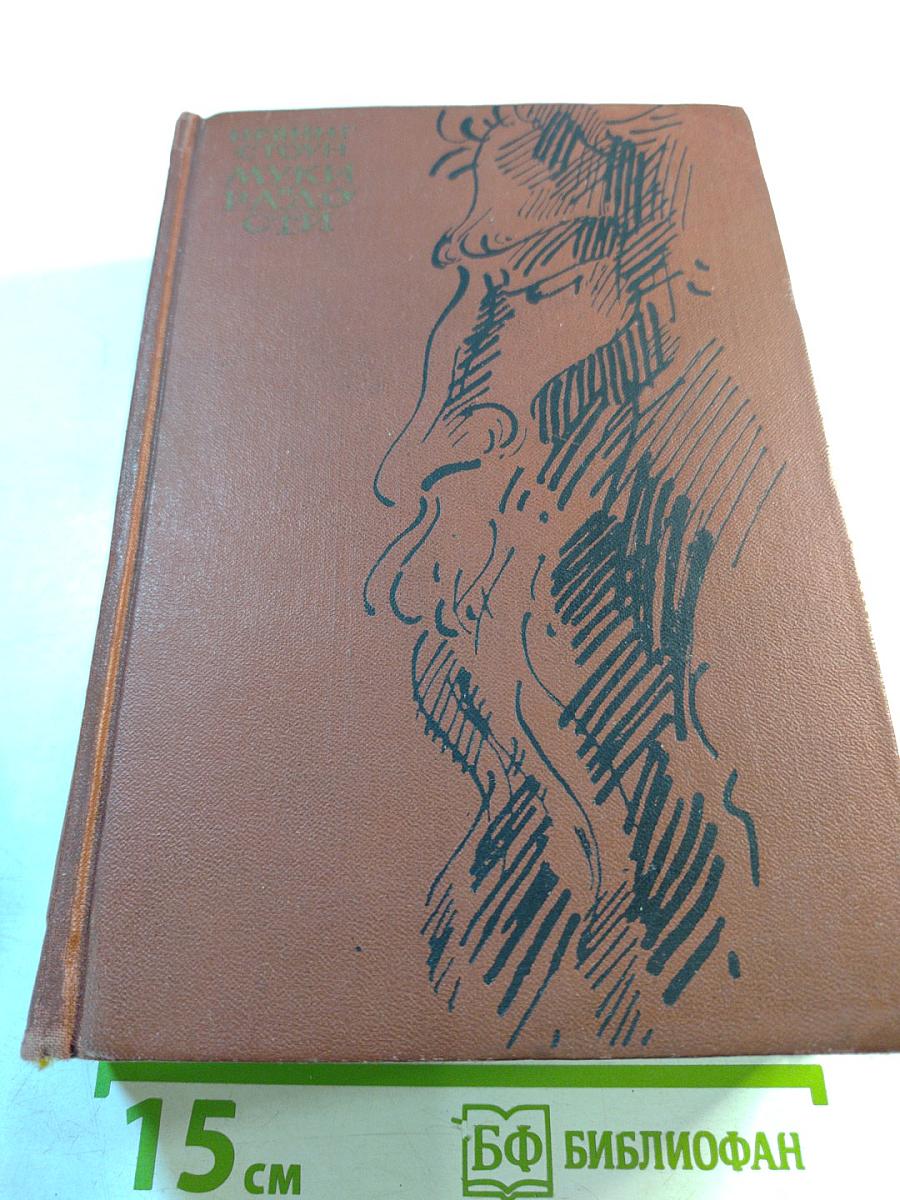 ИРВИНГ
СТОУН
МУКИ
И
РАДО
СТИ
15 см
БФ БИБЛИОФАН